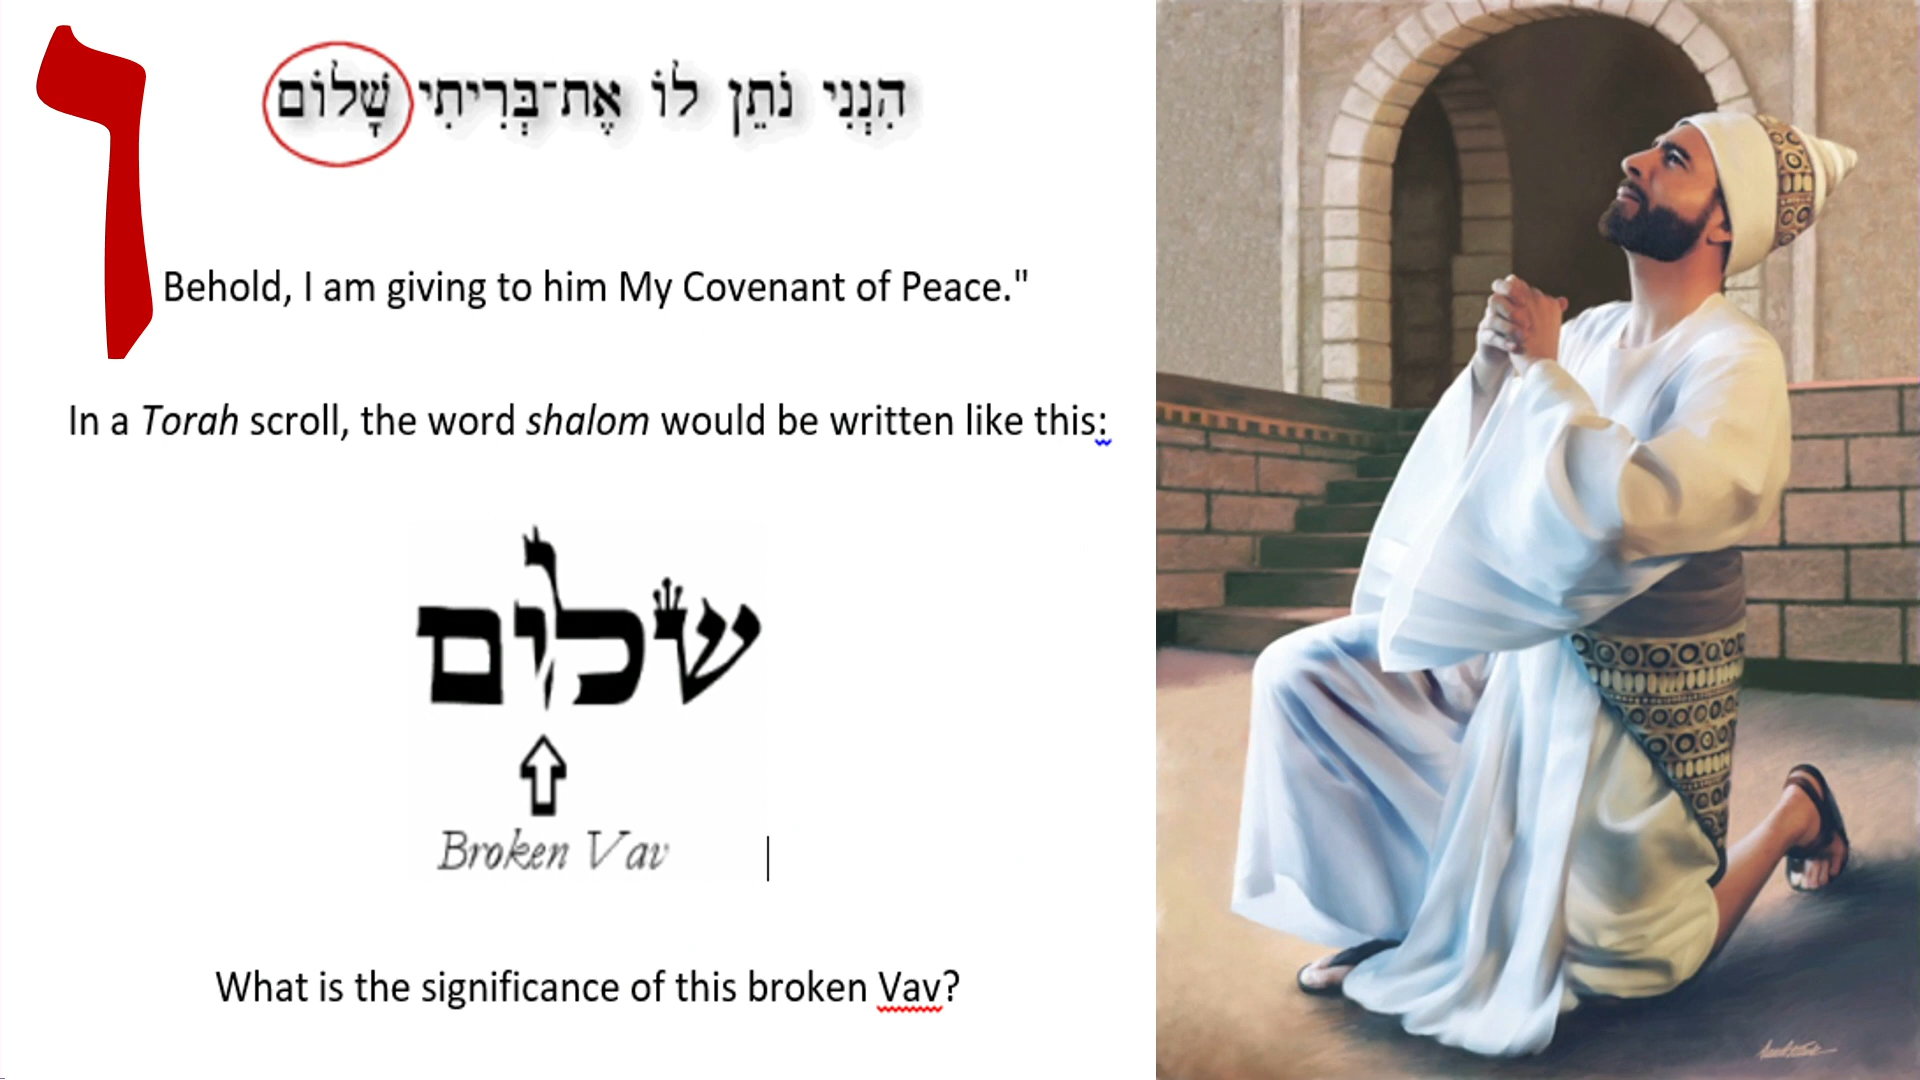 ו
הִנְנִי נֹתֵן לוֹ אֶת־בְּרִיתִי שָׁלוֹם
Behold, I am giving to him My Covenant of Peace."
In a Torah scroll, the word shalom would be written like this:
שלום
Broken Vav
What is the significance of this broken Vav?